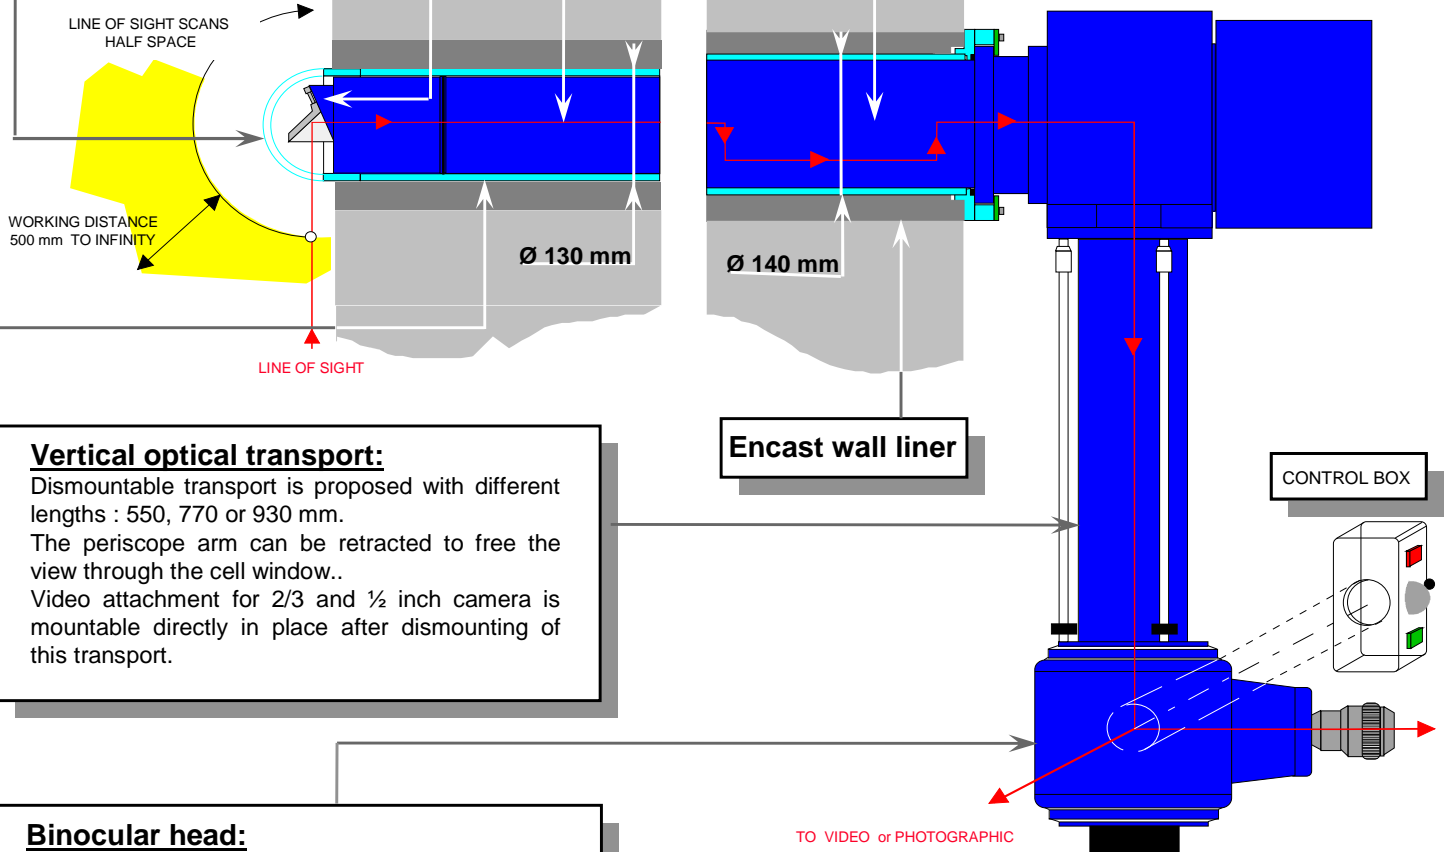 LINE OF SIGHT SCANS
HALF SPACE
WORKING DISTANCE
500 mm TO INFINITY
Ø 130 mm
Ø 140 mm
LINE OF SIGHT
Encast wall liner
Vertical optical transport:
Dismountable transport is proposed with different
lengths : 550, 770 or 930 mm.
The periscope arm can be retracted to free the
view through the cell window..
Video attachment for 2/3 and ½ inch camera is
mountable directly in place after dismounting of
this transport.
CONTROL BOX
Binocular head:
TO VIDEO or PHOTOGRAPHIC